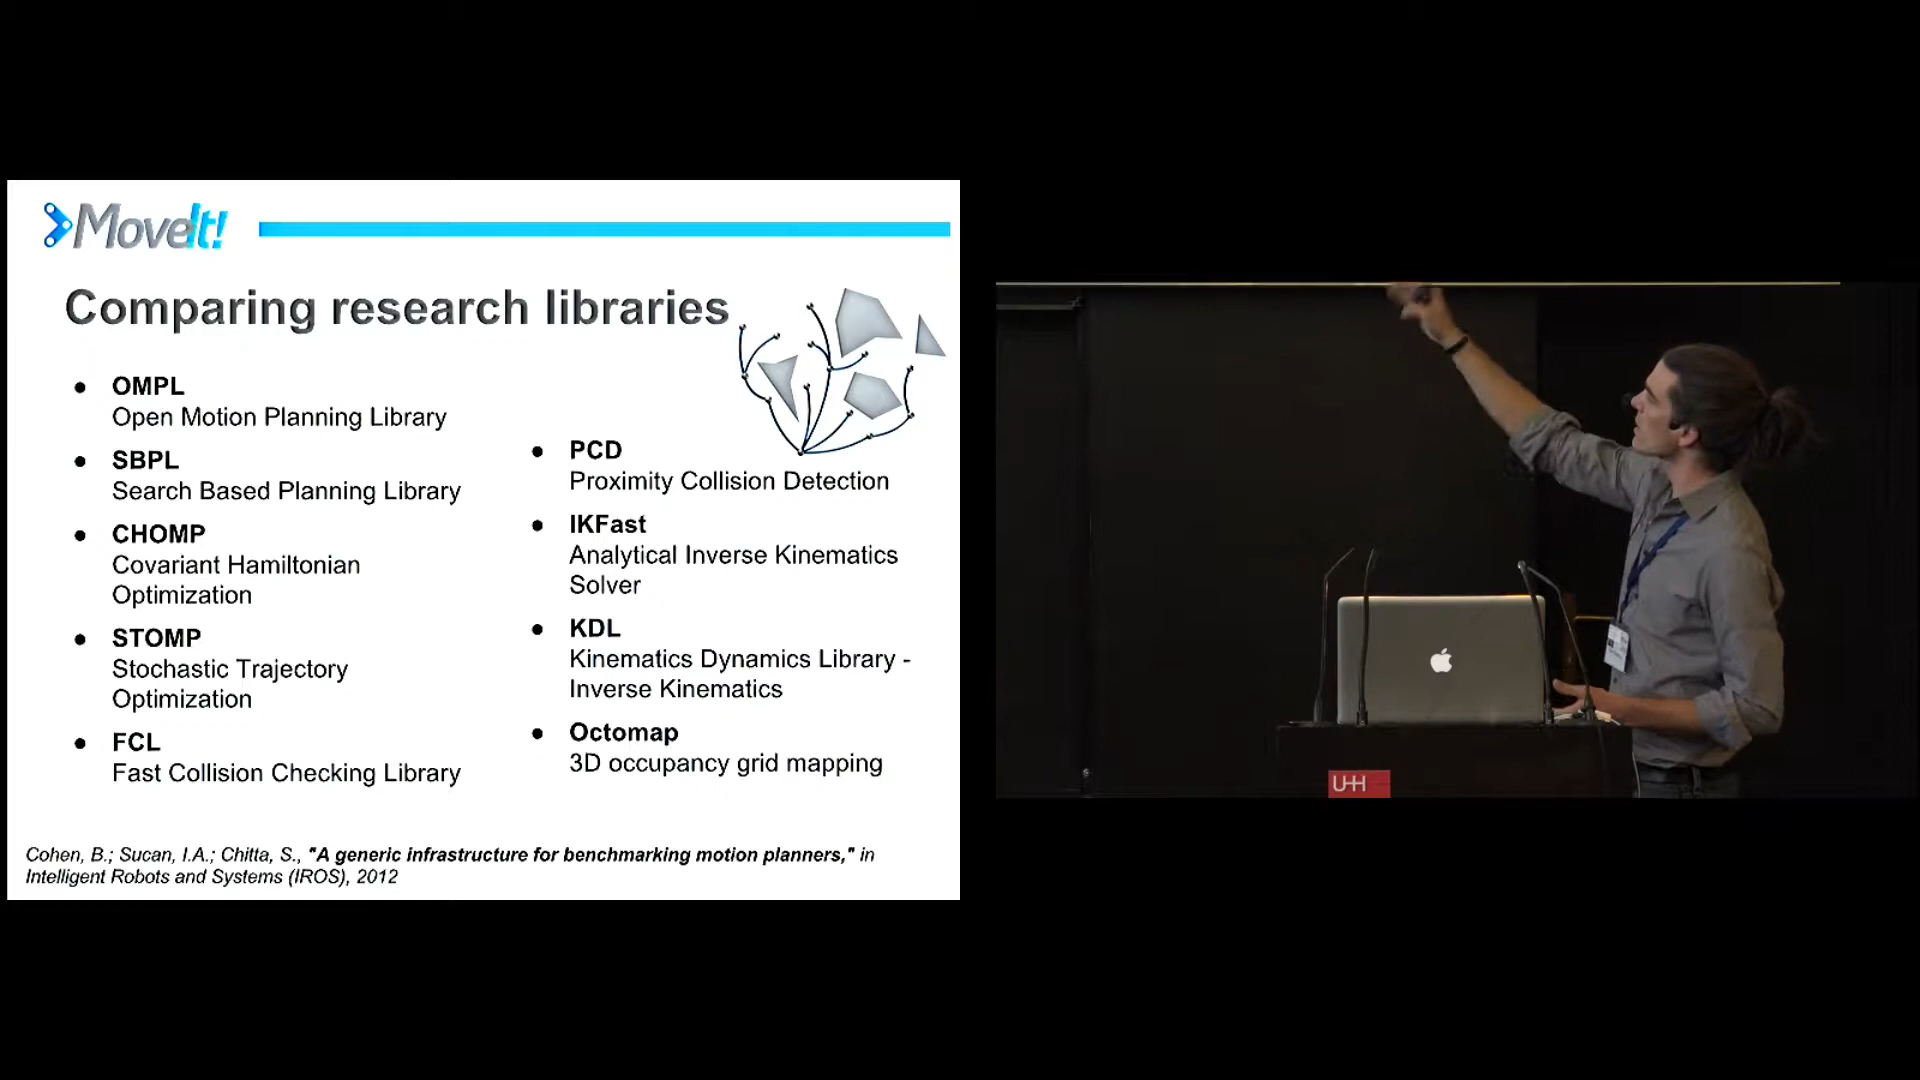 MoveIt!
Comparing research libraries
● OMPL
Open Motion Planning Library
● SBPL
Search Based Planning Library
● CHOMP
Covariant Hamiltonian
Optimization
● STOMP
Stochastic Trajectory
Optimization
● FCL
Fast Collision Checking Library
● PCD
Proximity Collision Detection
● IKFast
Analytical Inverse Kinematics
Solver
● KDL
Kinematics Dynamics Library -
Inverse Kinematics
● Octomap
3D occupancy grid mapping
Cohen, B.; Sucan, I.A.; Chitta, S., "A generic infrastructure for benchmarking motion planners," in
Intelligent Robots and Systems (IROS), 2012
UHH